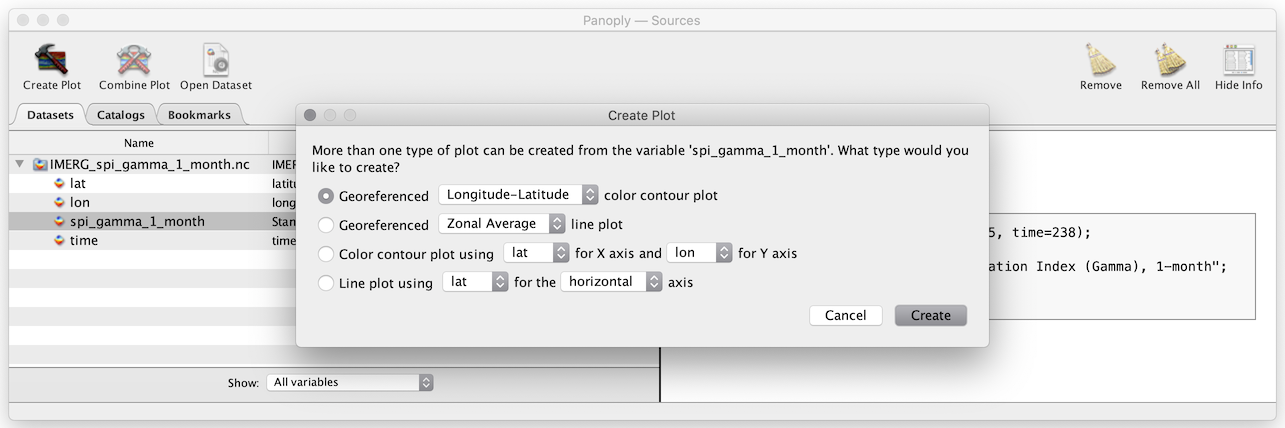 Panoply — Sources
Create Plot
Combine Plot
Open Dataset
Remove
Remove All
Hide Info
Datasets
Catalogs
Bookmarks
Create Plot
More than one type of plot can be created from the variable 'spi_gamma_1_month'. What type would you
like to create?
Georeferenced Longitude–Latitude color contour plot
Georeferenced Zonal Average line plot
Color contour plot using lat for X axis and lon for Y axis
Line plot using lat for the horizontal axis
Cancel
Create
Name
IMERG_spi_gamma_1_month.nc IMER
lat latitu
lon long
spi_gamma_1_month Stan
time time
5, time=238);
ation Index (Gamma), 1-month";
Show: All variables